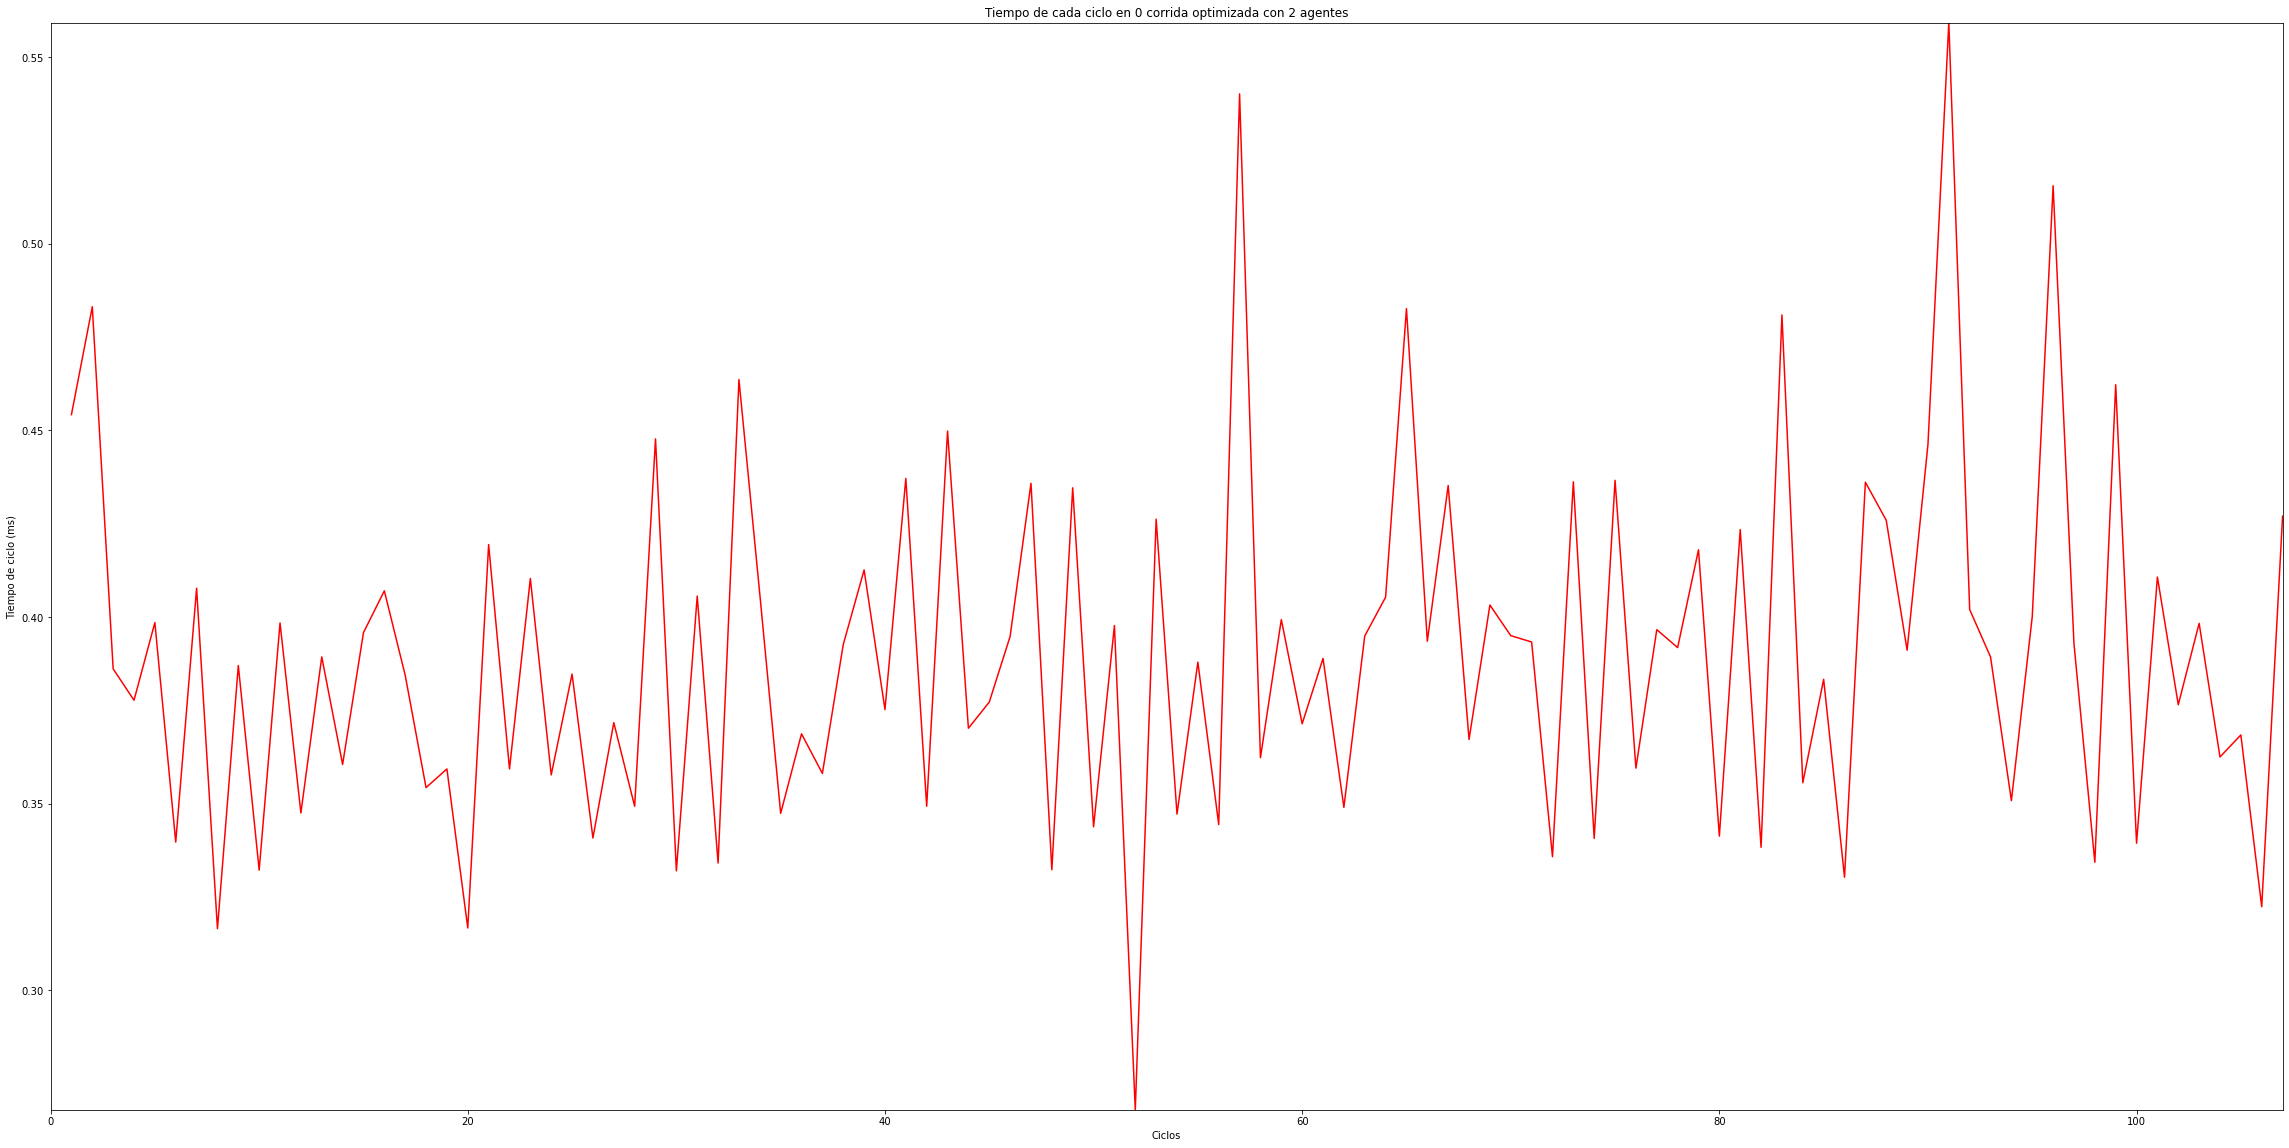 Tiempo de cada ciclo en 0 corrida optimizada con 2 agentes
0.55
0.50
0.45
0.40
0.35
0.30
Tiempo de ciclo (ms)
0 20 40 60 80 100
Ciclos